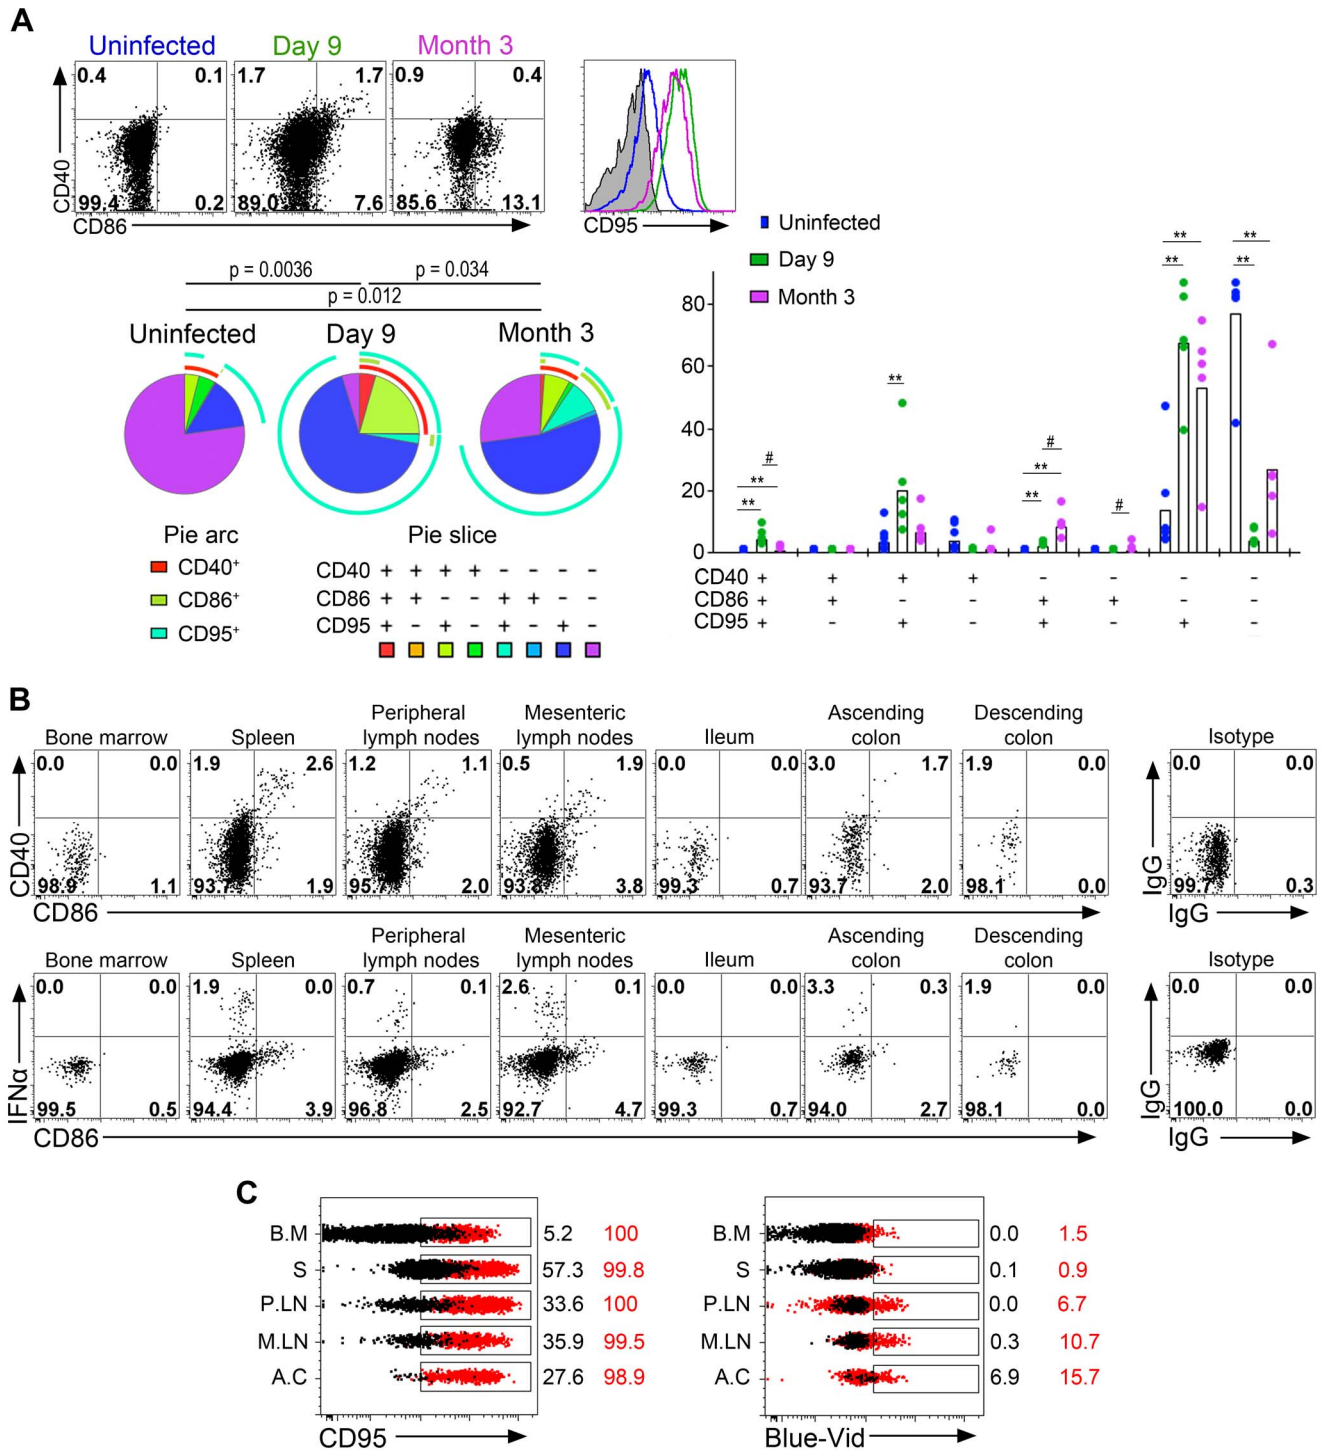 A
Uninfected Day 9 Month 3
0.4 0.1 1.7 1.7 0.9 0.4
CD40
99.4 0.2 89.0 7.6 85.6 13.1
CD86 CD95
Uninfected
Day 9
Month 3
p = 0.0036 p = 0.034
p = 0.012
Uninfected Day 9 Month 3
Pie arc
CD40+
CD86+
CD95+
Pie slice
CD40 + + + + - - - -
CD86 + + - - + + - -
CD95 + - + - + - + -
80
60
40
20
0
** ** #
**
** ** #
#
** **
** **
CD40 + + + + - - - -
CD86 + + - - + + - -
CD95 + - + - + - + -
B
Bone marrow Spleen Peripheral lymph nodes Mesenteric lymph nodes Ileum Ascending colon Descending colon Isotype
0.0 0.0 1.9 2.6 1.2 1.1 0.5 1.9 0.0 0.0 3.0 1.7 1.9 0.0 0.0 0.0
CD40 IgG
98.9 1.1 93.7 1.9 95.7 2.0 3.8 99.3 0.7 93.7 2.0 98.1 0.0 99.7 0.3
CD86 IgG
Bone marrow Spleen Peripheral lymph nodes Mesenteric lymph nodes Ileum Ascending colon Descending colon Isotype
0.0 0.0 1.9 0.0 0.7 0.1 2.6 0.1 0.0 0.0 3.3 0.3 1.9 0.0 0.0 0.0
IFNα IgG
99.5 0.5 94.4 3.9 96.8 2.5 92.7 4.7 99.3 0.7 94.0 2.7 98.1 0.0 100.0 0.0
CD86 IgG
C
B.M 5.2 100
S 57.3 99.8
P.LN 33.6 100
M.LN 35.9 99.5
A.C 27.6 98.9
CD95
B.M 0.0 1.5
S 0.1 0.9
P.LN 0.0 6.7
M.LN 0.3 10.7
A.C 6.9 15.7
Blue-Vid